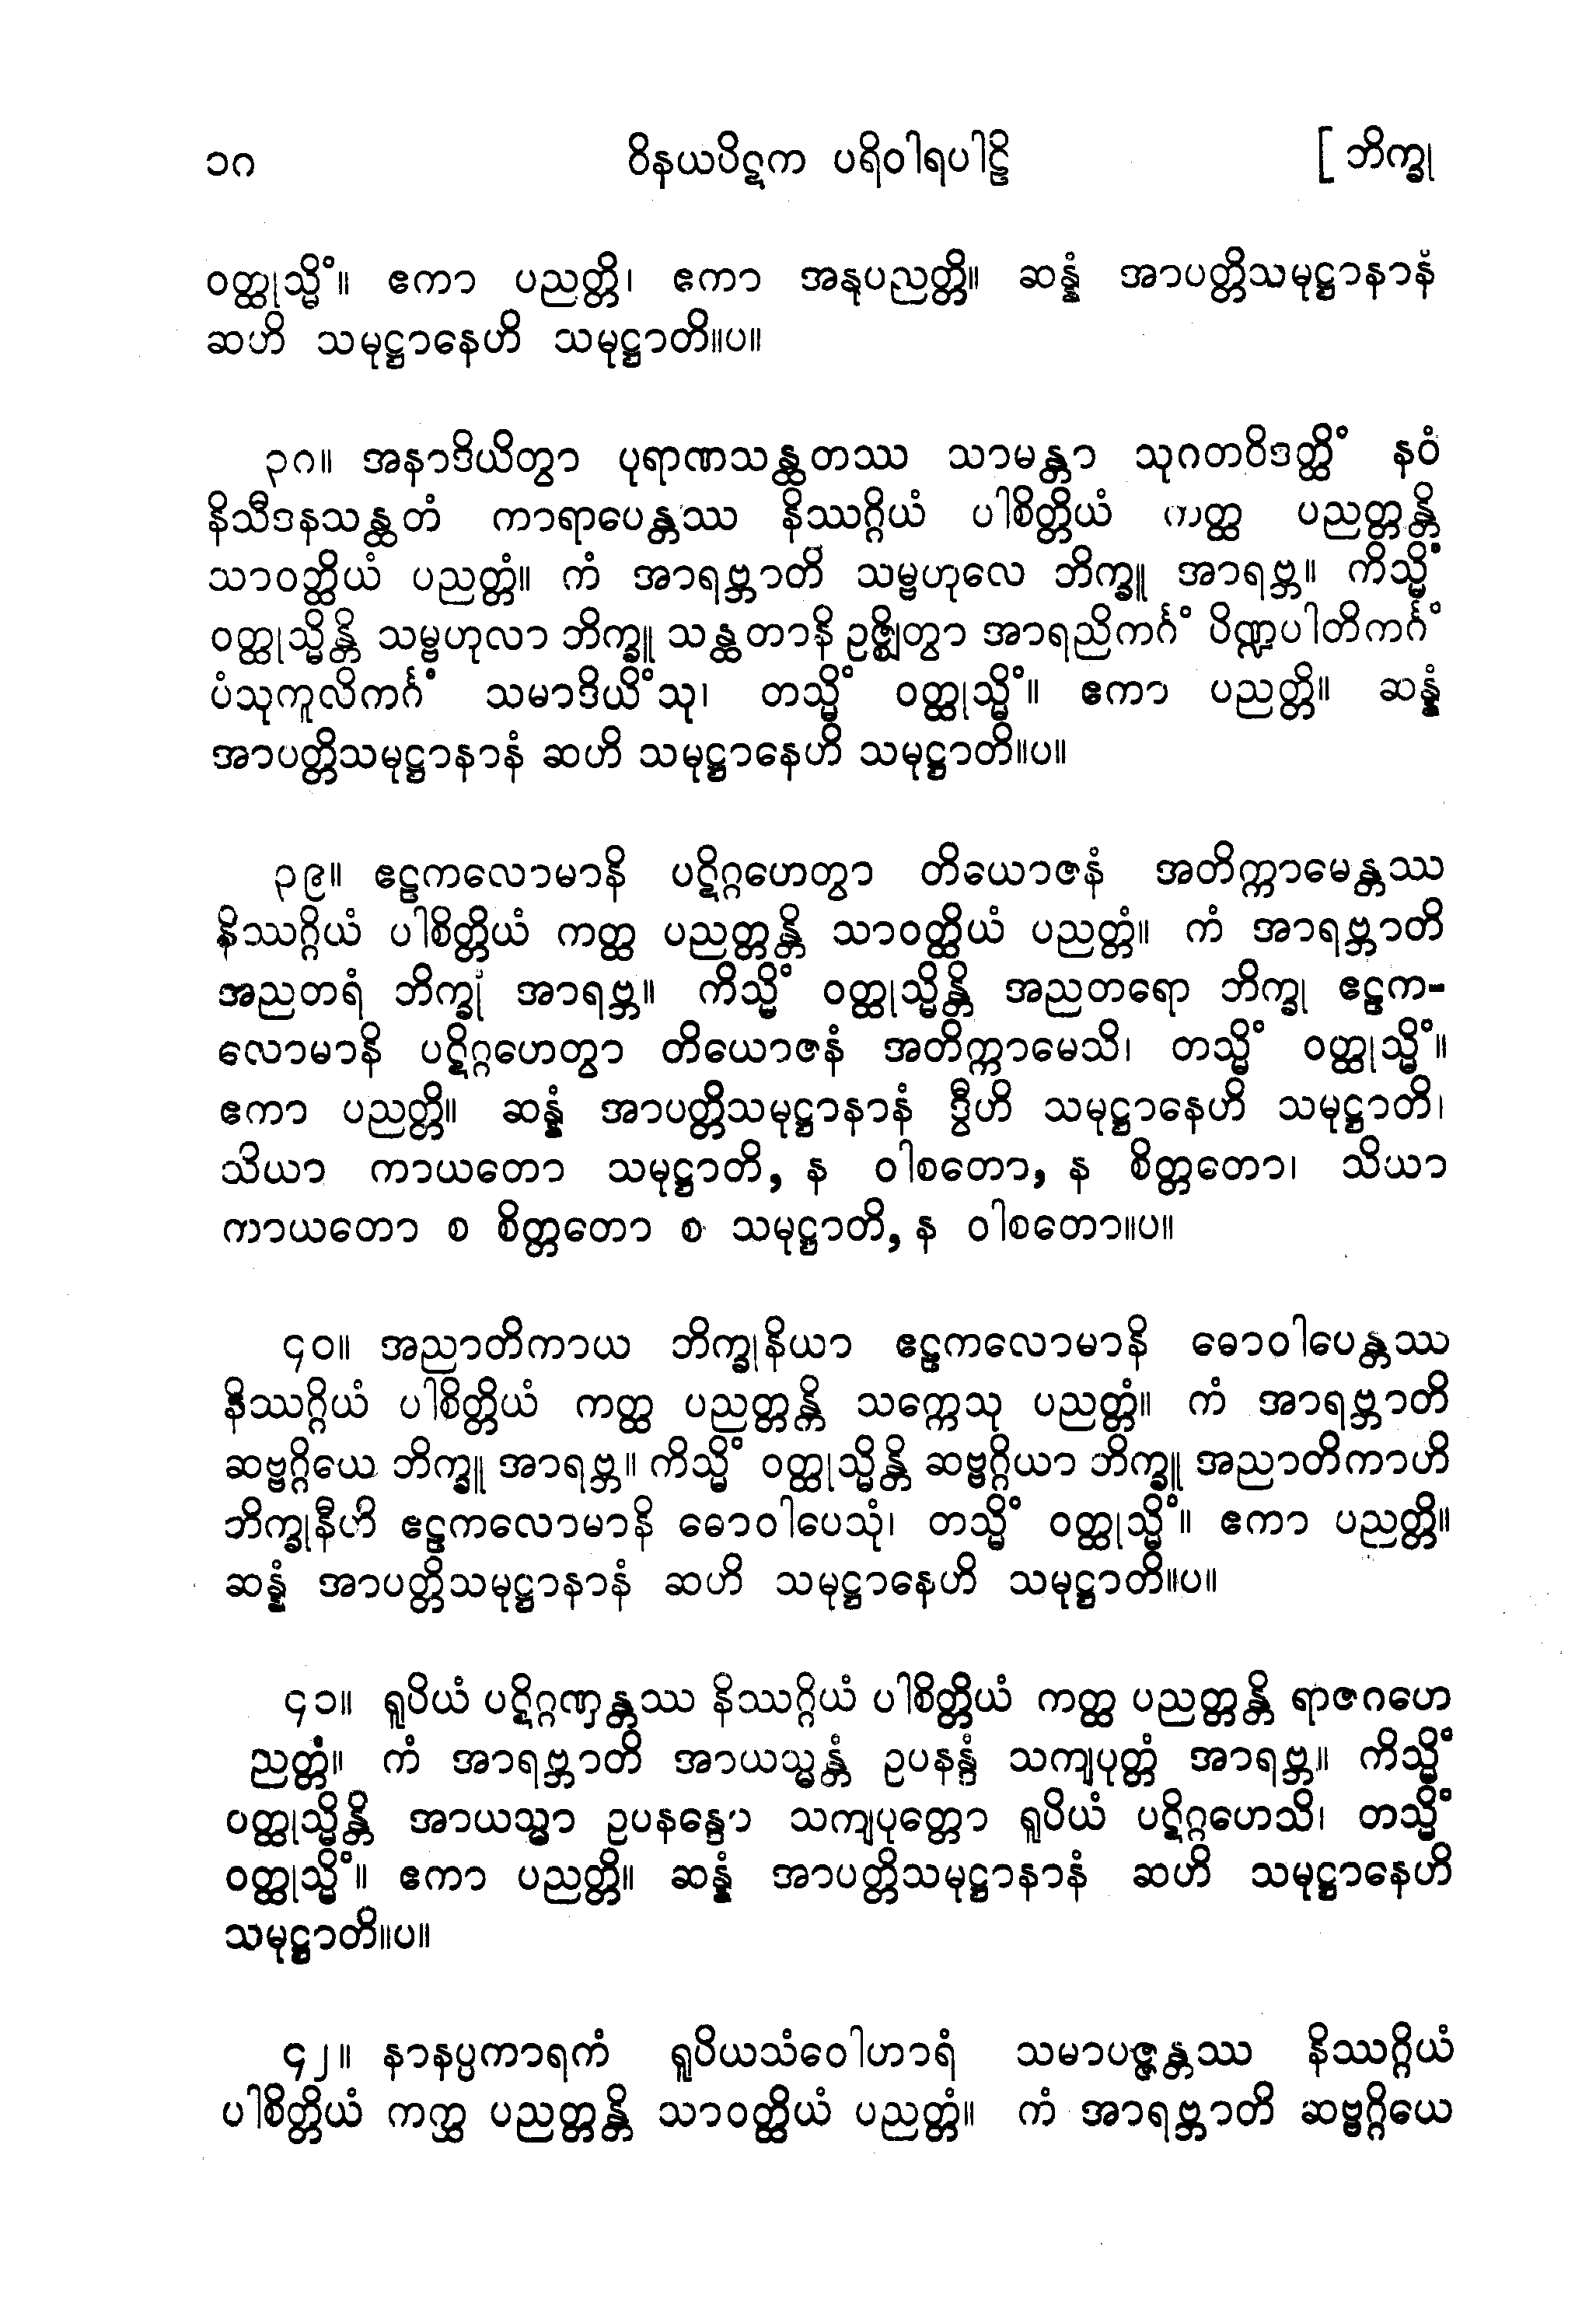 ၁၈ ဝိနယပိဋက ပရိဝါရပါဠိ [ ဘိက္ခု
ဝတ္ထုသ္မိံ။ ဧကာ ပညတ္တိ၊ ဧကာ အနုပညတ္တိ။ ဆန္နံ အာပတ္တိသမုဋ္ဌာနာနံ
ဆဟိ သမုဋ္ဌာနေဟိ သမုဋ္ဌာတိ။ပ။
၃၈။ အနာဒိယိတွာ ပုရာဏသန္ထတဿ သာမန္တာ သုဂတဝိဒတ္ထိံ နဝံ
နိသီဒနသန္ထတံ ကာရာပေန္တဿ နိဿဂ္ဂိယံ ပါစိတ္တိယံ ကတ္ထ ပညတ္တန္တိ
သာဝတ္ထိယံ ပညတ္တံ။ ကံ အာရဗ္ဘာတိ သမ္ဗဟုလေ ဘိက္ခူ အာရဗ္ဘ။ ကိသ္မိံ
ဝတ္ထုသ္မိန္တိ သမ္ဗဟုလာ ဘိက္ခူ သန္ထတာနိ ဥဇ္ဈိတွာ အာရညိကင်္ဂံ ပိဏ္ဍပါတိကင်္ဂံ
ပံသုကူလိကင်္ဂံ သမာဒိယိံသု၊ တသ္မိံ ဝတ္ထုသ္မိံ။ ဧကာ ပညတ္တိ။ ဆန္နံ
အာပတ္တိသမုဋ္ဌာနာနံ ဆဟိ သမုဋ္ဌာနေဟိ သမုဋ္ဌာတိ။ပ။
၃၉။ ဧဠကလောမာနိ ပဋိဂ္ဂဟေတွာ တိယောဇနံ အတိက္ကာမေန္တဿ
နိဿဂ္ဂိယံ ပါစိတ္တိယံ ကတ္ထ ပညတ္တန္တိ သာဝတ္ထိယံ ပညတ္တံ။ ကံ အာရဗ္ဘာတိ
အညတရံ ဘိက္ခုံ အာရဗ္ဘ။ ကိသ္မိံ ဝတ္ထုသ္မိန္တိ အညတရော ဘိက္ခု ဧဠက-
လောမာနိ ပဋိဂ္ဂဟေတွာ တိယောဇနံ အတိက္ကာမေသိ၊ တသ္မိံ ဝတ္ထုသ္မိံ။
ဧကာ ပညတ္တိ။ ဆန္နံ အာပတ္တိသမုဋ္ဌာနာနံ ဒွီဟိ သမုဋ္ဌာနေဟိ သမုဋ္ဌာတိ၊
သိယာ ကာယတော သမုဋ္ဌာတိ, န ဝါစတော, န စိတ္တတော၊ သိယာ
ကာယတော စ စိတ္တတော စ သမုဋ္ဌာတိ, န ဝါစတော။ပ။
၄၀။ အညာတိကာယ ဘိက္ခုနိယာ ဧဠကလောမာနိ ဓောဝါပေန္တဿ
နိဿဂ္ဂိယံ ပါစိတ္တိယံ ကတ္ထ ပညတ္တန္တိ သက္ကေသု ပညတ္တံ။ ကံ အာရဗ္ဘာတိ
ဆဗ္ဗဂ္ဂိယေ ဘိက္ခူ အာရဗ္ဘ။ ကိသ္မိံ ဝတ္ထုသ္မိန္တိ ဆဗ္ဗဂ္ဂိယာ ဘိက္ခူ အညာတိကာဟိ
ဘိက္ခုနီဟိ ဧဠကလောမာနိ ဓောဝါပေသုံ၊ တသ္မိံ ဝတ္ထုသ္မိံ။ ဧကာ ပညတ္တိ။
ဆန္နံ အာပတ္တိသမုဋ္ဌာနာနံ ဆဟိ သမုဋ္ဌာနေဟိ သမုဋ္ဌာတိ။ပ။
၄၁။ ရူပိယံ ပဋိဂ္ဂဏှန္တဿ နိဿဂ္ဂိယံ ပါစိတ္တိယံ ကတ္ထ ပညတ္တန္တိ ရာဇဂဟေ
ညတ္တံ။ ကံ အာရဗ္ဘာတိ အာယသ္မန္တံ ဥပနန္ဒံ သကျပုတ္တံ အာရဗ္ဘ။ ကိသ္မိံ
ဝတ္ထုသ္မိန္တိ အာယသ္မာ ဥပနန္ဒော သကျပုတ္တော ရူပိယံ ပဋိဂ္ဂဟေသိ၊ တသ္မိံ
ဝတ္ထုသ္မိံ။ ဧကာ ပညတ္တိ။ ဆန္နံ အာပတ္တိသမုဋ္ဌာနာနံ ဆဟိ သမုဋ္ဌာနေဟိ
သမုဋ္ဌာတိ။ပ။
၄၂။ နာနပ္ပကာရကံ ရူပိယသံဝေါဟာရံ သမာပဇ္ဇန္တဿ နိဿဂ္ဂိယံ
ပါစိတ္တိယံ ကတ္ထ ပညတ္တန္တိ သာဝတ္ထိယံ ပညတ္တံ။ ကံ အာရဗ္ဘာတိ ဆဗ္ဗဂ္ဂိယေ